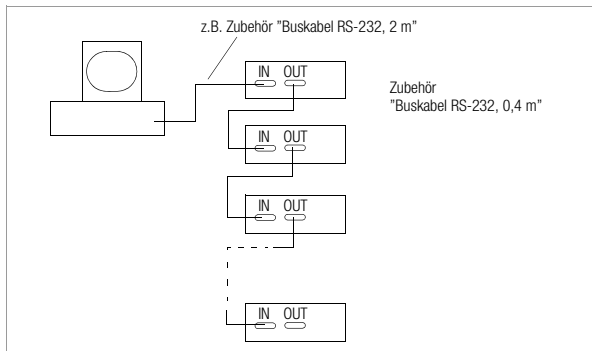 z.B. Zubehör ”Buskabel RS-232, 2 m”
IN OUT
Zubehör
”Buskabel RS-232, 0,4 m”
IN OUT
IN OUT
IN OUT